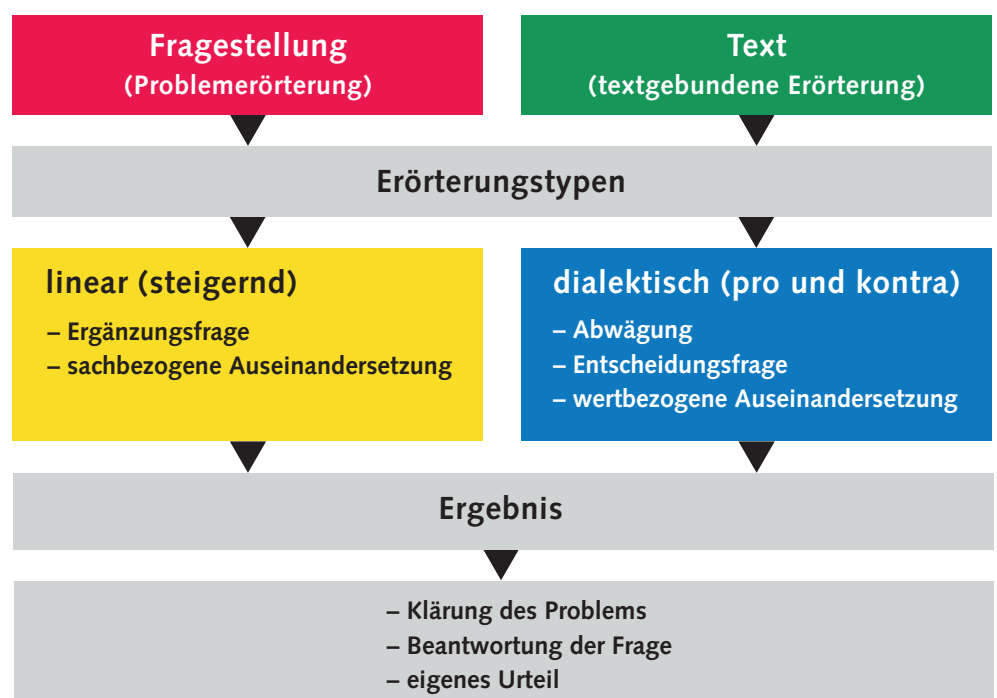 Fragestellung
(Problemerörterung)
Text
(textgebundene Erörterung)
Erörterungstypen
linear (steigernd)
– Ergänzungsfrage
– sachbezogene Auseinandersetzung
dialektisch (pro und kontra)
– Abwägung
– Entscheidungsfrage
– wertbezogene Auseinandersetzung
Ergebnis
– Klärung des Problems
– Beantwortung der Frage
– eigenes Urteil